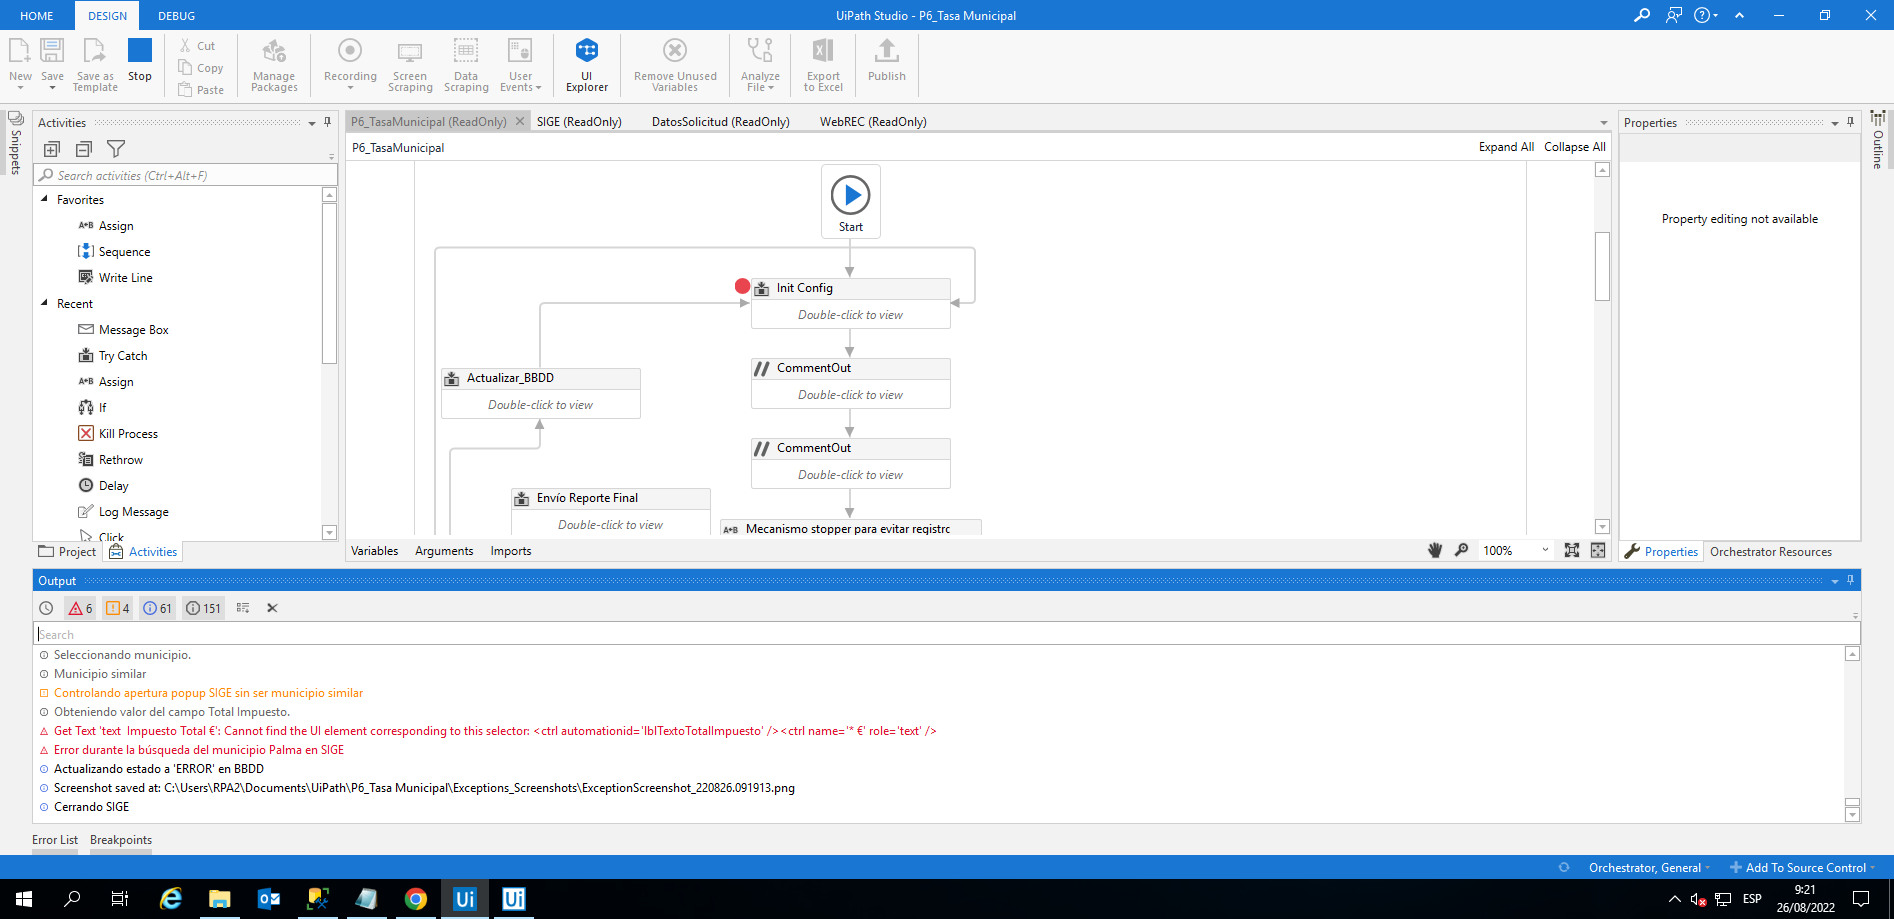 HOME DESIGN DEBUG
UiPath Studio - P6_Tasa Municipal
New
Save
Save as Template
Stop
Cut
Copy
Paste
Manage Packages
Recording
Screen Scraping
Data Scraping
User Events
UI Explorer
Remove Unused Variables
Analyze File
Export to Excel
Publish
Snippets
Activities
Search activities (Ctrl+Alt+F)
Favorites
Assign
Sequence
Write Line
Recent
Message Box
Try Catch
Assign
If
Kill Process
Rethrow
Delay
Log Message
Click
Project
Activities
P6_TasaMunicipal (ReadOnly)
SIGE (ReadOnly)
DatosSolicitud (ReadOnly)
WebREC (ReadOnly)
P6_TasaMunicipal
Expand All
Collapse All
Start
Init Config
Double-click to view
CommentOut
Double-click to view
Actualizar_BBDD
Double-click to view
CommentOut
Double-click to view
Envío Reporte Final
Double-click to view
Mecanismo stopper para evitar registrc
Variables
Arguments
Imports
100%
Properties
Property editing not available
Properties
Orchestrator Resources
Outline
Output
6
4
61
151
Search
Seleccionando municipio.
Municipio similar
Controlando apertura popup SIGE sin ser municipio similar
Obteniendo valor del campo Total Impuesto.
Get Text 'text  Impuesto Total €': Cannot find the UI element corresponding to this selector: <ctrl automationid='lblTextoTotalImpuesto' /><ctrl name='* €' role='text' />
Error durante la búsqueda del municipio Palma en SIGE
Actualizando estado a 'ERROR' en BBDD
Screenshot saved at: C:\Users\RPA2\Documents\UiPath\P6_Tasa Municipal\Exceptions_Screenshots\ExceptionScreenshot_220826.091913.png
Cerrando SIGE
Error List
Breakpoints
Orchestrator, General
Add To Source Control
Ui
Ui
ESP
9:21
26/08/2022